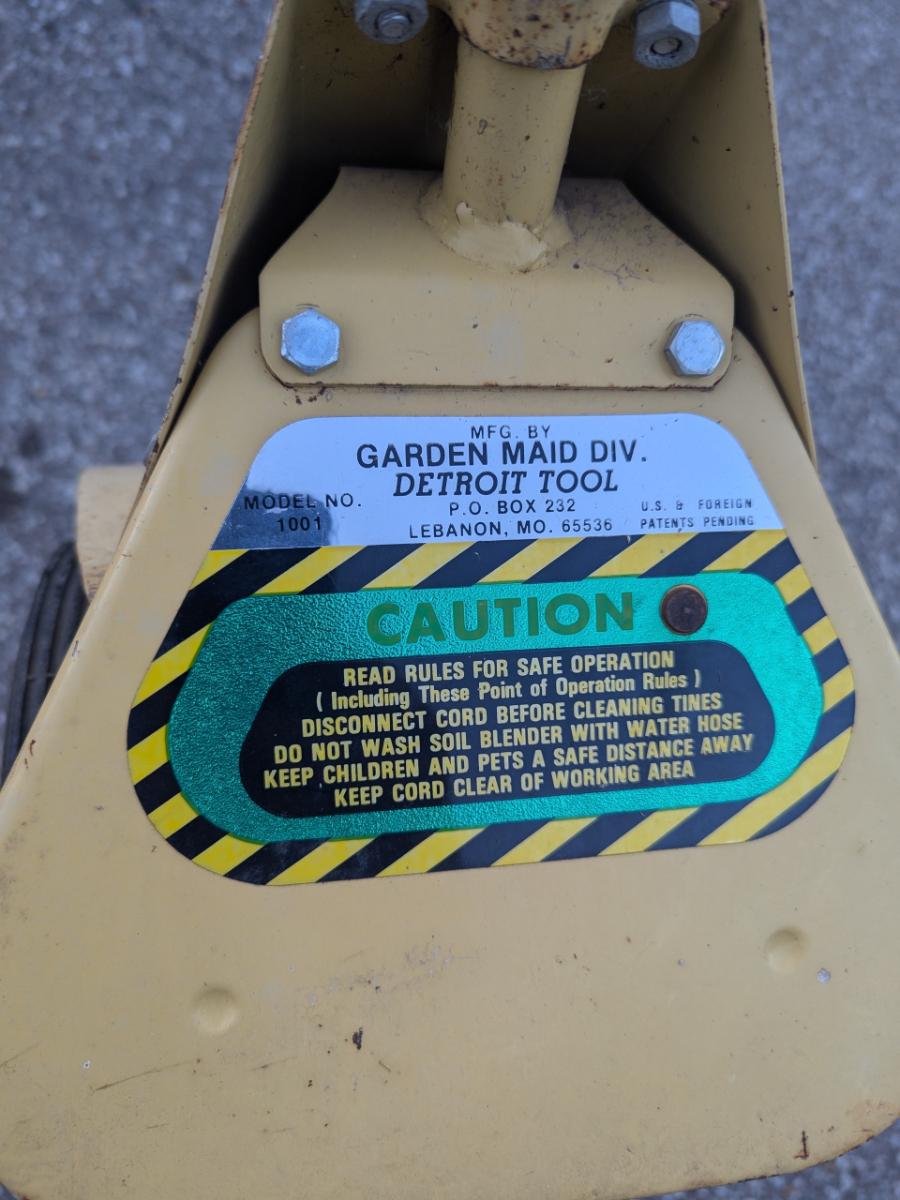 MFG. BY
GARDEN MAID DIV.
DETROIT TOOL
MODEL NO.
1001
P.O. BOX 232
LEBANON, MO. 65536
U.S. & FOREIGN
PATENTS PENDING
CAUTION
READ RULES FOR SAFE OPERATION
( Including These Point of Operation Rules )
DISCONNECT CORD BEFORE CLEANING TINES
DO NOT WASH SOIL BLENDER WITH WATER HOSE
KEEP CHILDREN AND PETS A SAFE DISTANCE AWAY
KEEP CORD CLEAR OF WORKING AREA